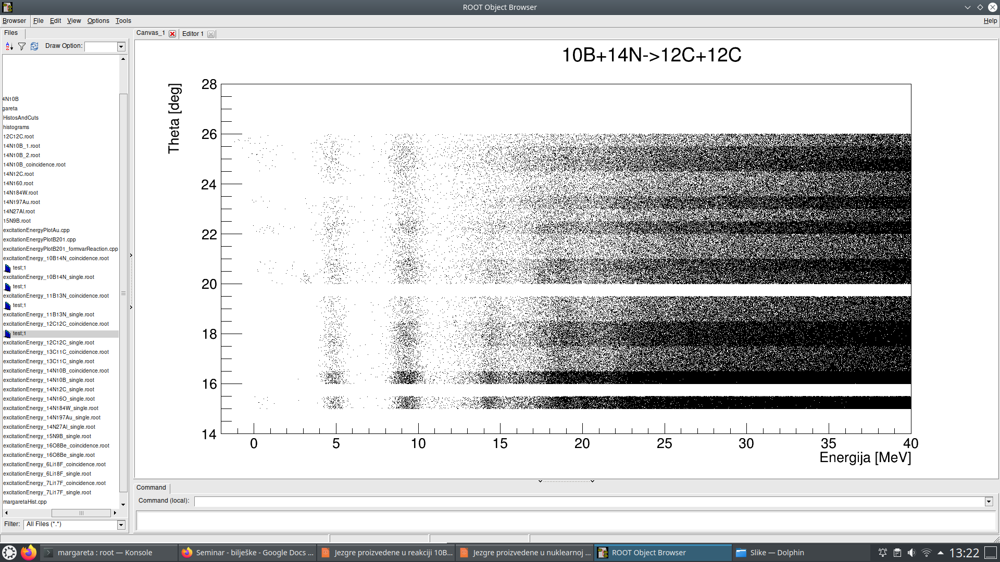 ROOT Object Browser
Browser File Edit View Options Tools Help
Files
Canvas_1 Editor 1
Draw Option:
4N10B
gareta
HistosAndCuts
histograms
12C12C.root
14N10B_1.root
14N10B_2.root
14N10B_coincidence.root
14N12C.root
14N160.root
14N184W.root
14N197Au.root
14N27Al.root
15N9B.root
excitationEnergyPlotAu.cpp
excitationEnergyPlotB201.cpp
excitationEnergyPlotB201_formvarReaction.cpp
excitationEnergy_10B14N_coincidence.root
test;1
excitationEnergy_10B14N_single.root
test;1
excitationEnergy_11B13N_coincidence.root
test;1
excitationEnergy_11B13N_single.root
excitationEnergy_12C12C_coincidence.root
test;1
excitationEnergy_12C12C_single.root
excitationEnergy_13C11C_coincidence.root
excitationEnergy_13C11C_single.root
excitationEnergy_14N10B_coincidence.root
excitationEnergy_14N10B_single.root
excitationEnergy_14N12C_single.root
excitationEnergy_14N16O_single.root
excitationEnergy_14N184W_single.root
excitationEnergy_14N197Au_single.root
excitationEnergy_14N27Al_single.root
excitationEnergy_15N9B_single.root
excitationEnergy_16O8Be_coincidence.root
excitationEnergy_16O8Be_single.root
excitationEnergy_6Li18F_coincidence.root
excitationEnergy_6Li18F_single.root
excitationEnergy_7Li17F_coincidence.root
excitationEnergy_7Li17F_single.root
margaretaHist.cpp
Filter: All Files (*.*)
10B+14N->12C+12C
Theta [deg]
28
26
24
22
20
18
16
14
0 5 10 15 20 25 30 35 40
Energija [MeV]
Command
Command (local):
margareta : root — Konsole
Seminar - bilješke - Google Docs ...
Jezgre proizvedene u reakciji 10B...
Jezgre proizvedene u nuklearnoj ...
ROOT Object Browser
Slike — Dolphin
13:22